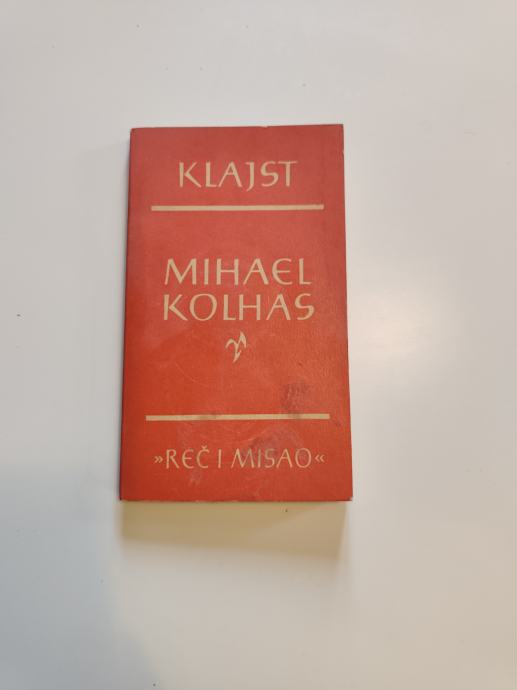 KLAJST
MIHAEL
KOLHAS
»REČ I MISAO«